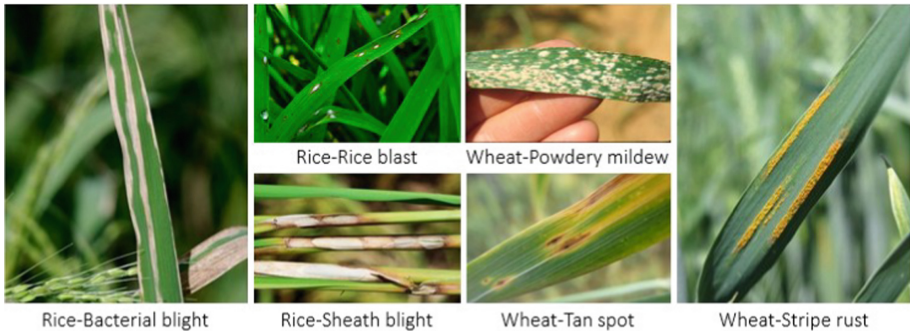 Rice-Rice blast
Wheat-Powdery mildew
Rice-Bacterial blight
Rice-Sheath blight
Wheat-Tan spot
Wheat-Stripe rust